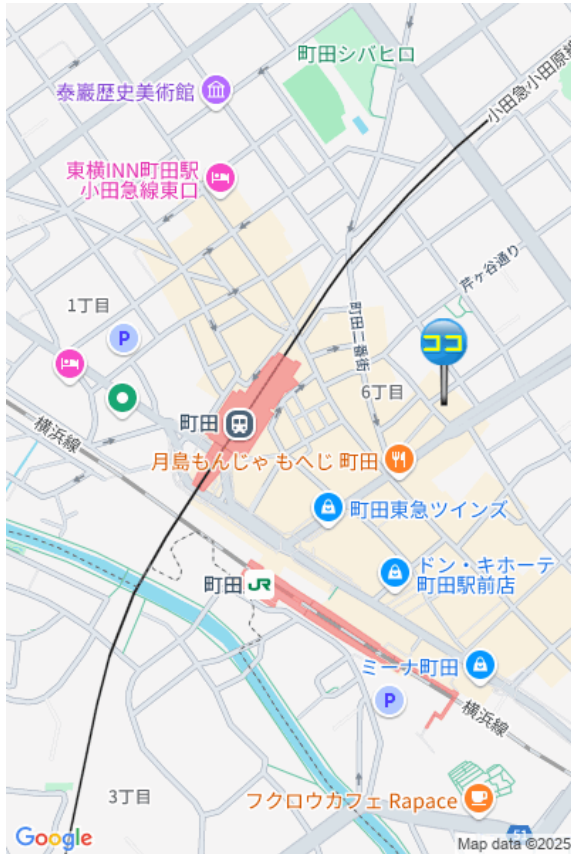 町田シバヒロ
小田急小田原線
泰巖歴史美術館
東横INN町田駅
小田急線東口
芹ヶ谷通り
1丁目
P
町田二番街
ココ
6丁目
町田
横浜線
月島もんじゃ もへじ 町田
町田東急ツインズ
ドン・キホーテ
町田駅前店
町田
JR
ミーナ町田
P
横浜線
3丁目
フクロウカフェ Rapace
51
Google
Map data ©2025